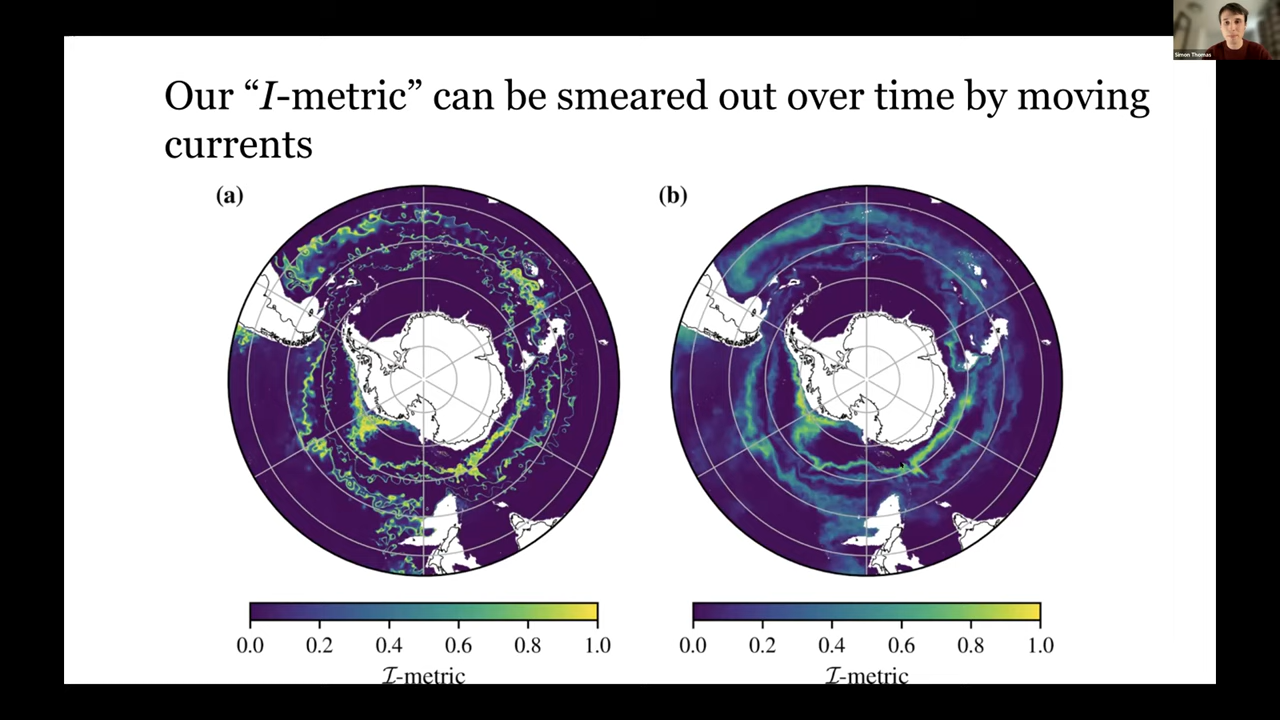 Simon Thomas
Our “I-metric” can be smeared out over time by moving
currents
(a)
(b)
0.0 0.2 0.4 0.6 0.8 1.0
0.0 0.2 0.4 0.6 0.8 1.0
ℐ-metric
ℐ-metric